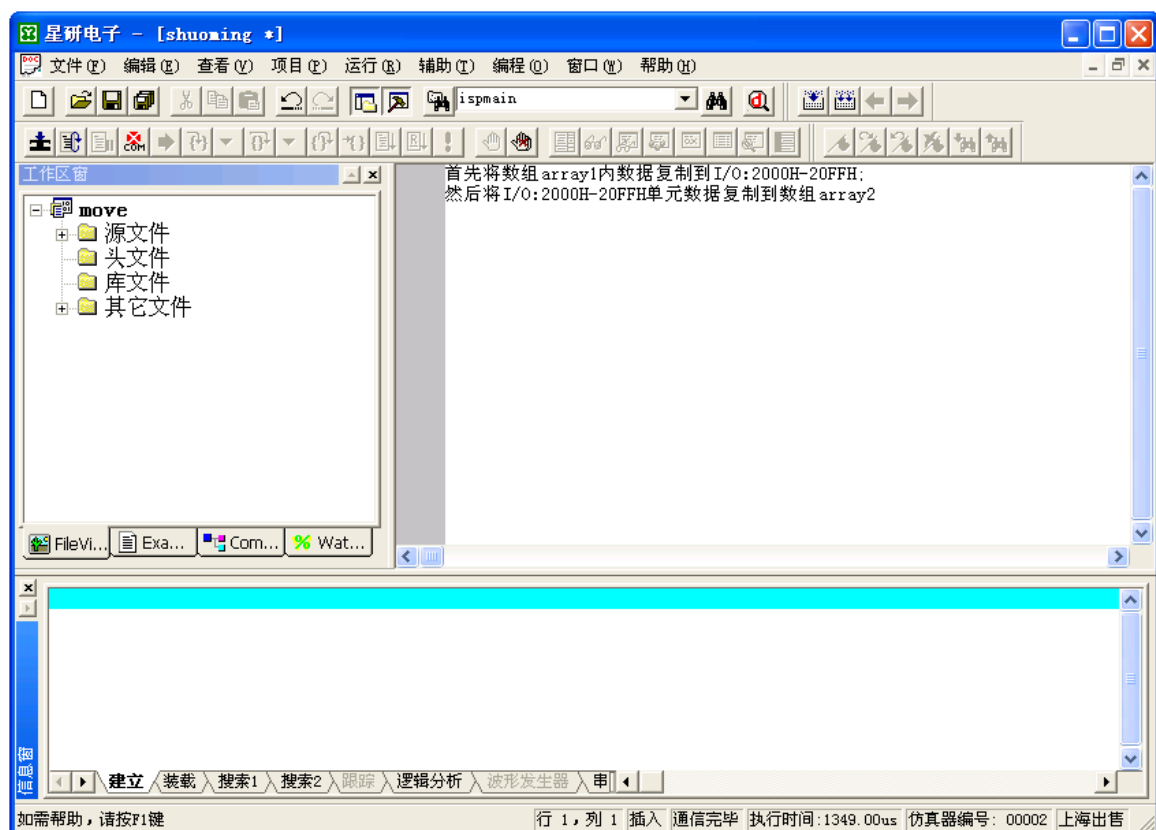 星研电子 - [shuoming *]
文件(F) 编辑(E) 查看(V) 项目(P) 运行(R) 辅助(T) 编程(O) 窗口(W) 帮助(H)
ispmain
工作区窗
首先将数组array1内数据复制到I/O:2000H-20FFH;
然后将I/O:2000H-20FFH单元数据复制到数组array2
move
源文件
头文件
库文件
其它文件
FileVi... Exa... Com... Wat...
信息窗
建立 装载 搜索1 搜索2 跟踪 逻辑分析 波形发生器 串
如需帮助，请按F1键 行 1，列 1 插入 通信完毕 执行时间:1349.00us 仿真器编号: 00002 上海出售